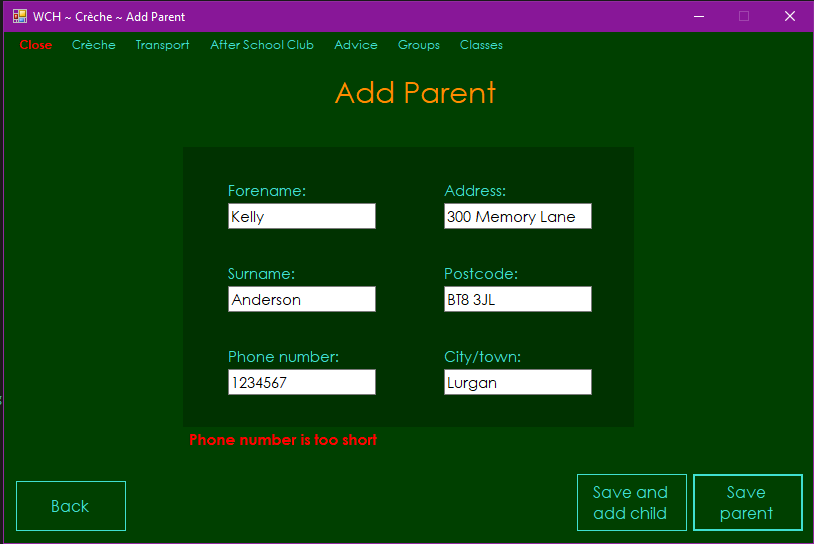 WCH ~ Crèche ~ Add Parent
Close Crèche Transport After School Club Advice Groups Classes
Add Parent
Forename: Address:
Kelly 300 Memory Lane
Surname: Postcode:
Anderson BT8 3JL
Phone number: City/town:
1234567 Lurgan
Phone number is too short
Back
Save and
add child
Save
parent